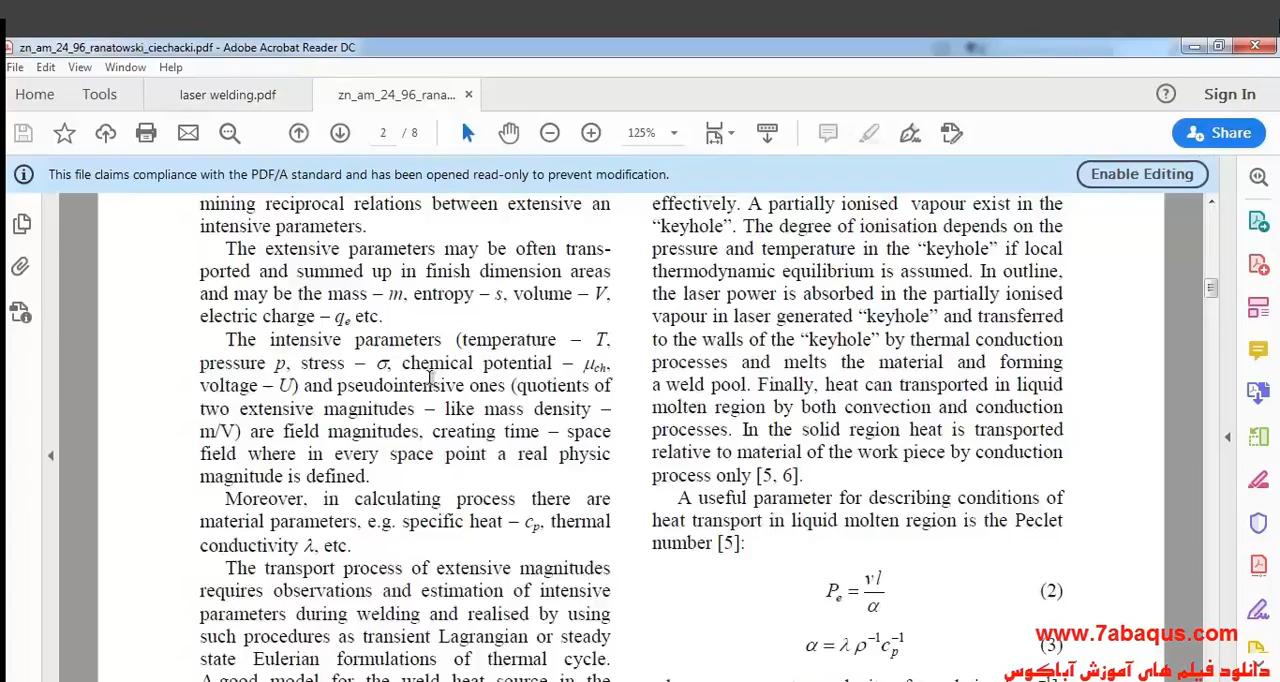 zn_am_24_96_ranatowski_ciechacki.pdf - Adobe Acrobat Reader DC
File Edit View Window Help
Home Tools laser welding.pdf zn_am_24_96_rana... ×
Sign In
2 / 8 125% Share
This file claims compliance with the PDF/A standard and has been opened read-only to prevent modification. Enable Editing
mining reciprocal relations between extensive an
intensive parameters.
The extensive parameters may be often trans-
ported and summed up in finish dimension areas
and may be the mass – m, entropy – s, volume – V,
electric charge – qₑ etc.
The intensive parameters (temperature – T,
pressure p, stress – σ, chemical potential – μ_ch,
voltage – U) and pseudointensive ones (quotients of
two extensive magnitudes – like mass density –
m/V) are field magnitudes, creating time – space
field where in every space point a real physic
magnitude is defined.
Moreover, in calculating process there are
material parameters, e.g. specific heat – cₚ, thermal
conductivity λ, etc.
The transport process of extensive magnitudes
requires observations and estimation of intensive
parameters during welding and realised by using
such procedures as transient Lagrangian or steady
state Eulerian formulations of thermal cycle.
A good model for the weld heat source in the
effectively. A partially ionised vapour exist in the
“keyhole”. The degree of ionisation depends on the
pressure and temperature in the “keyhole” if local
thermodynamic equilibrium is assumed. In outline,
the laser power is absorbed in the partially ionised
vapour in laser generated “keyhole” and transferred
to the walls of the “keyhole” by thermal conduction
processes and melts the material and forming
a weld pool. Finally, heat can transported in liquid
molten region by both convection and conduction
processes. In the solid region heat is transported
relative to material of the work piece by conduction
process only [5, 6].
A useful parameter for describing conditions of
heat transport in liquid molten region is the Peclet
number [5]:
Pₑ = vl / α (2)
α = λ ρ⁻¹ cₚ⁻¹ (3)
www.7abaqus.com
دانلود فیلم های آموزش آباکوس